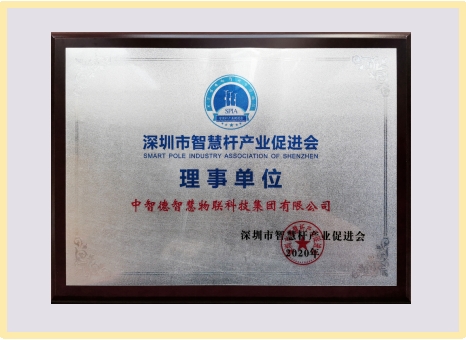 SPIA
深圳市智慧杆产业促进会
SMART POLE INDUSTRY ASSOCIATION OF SHENZHEN
理事单位
中智德智慧物联科技集团有限公司
深圳市智慧杆产业促进会
2020年